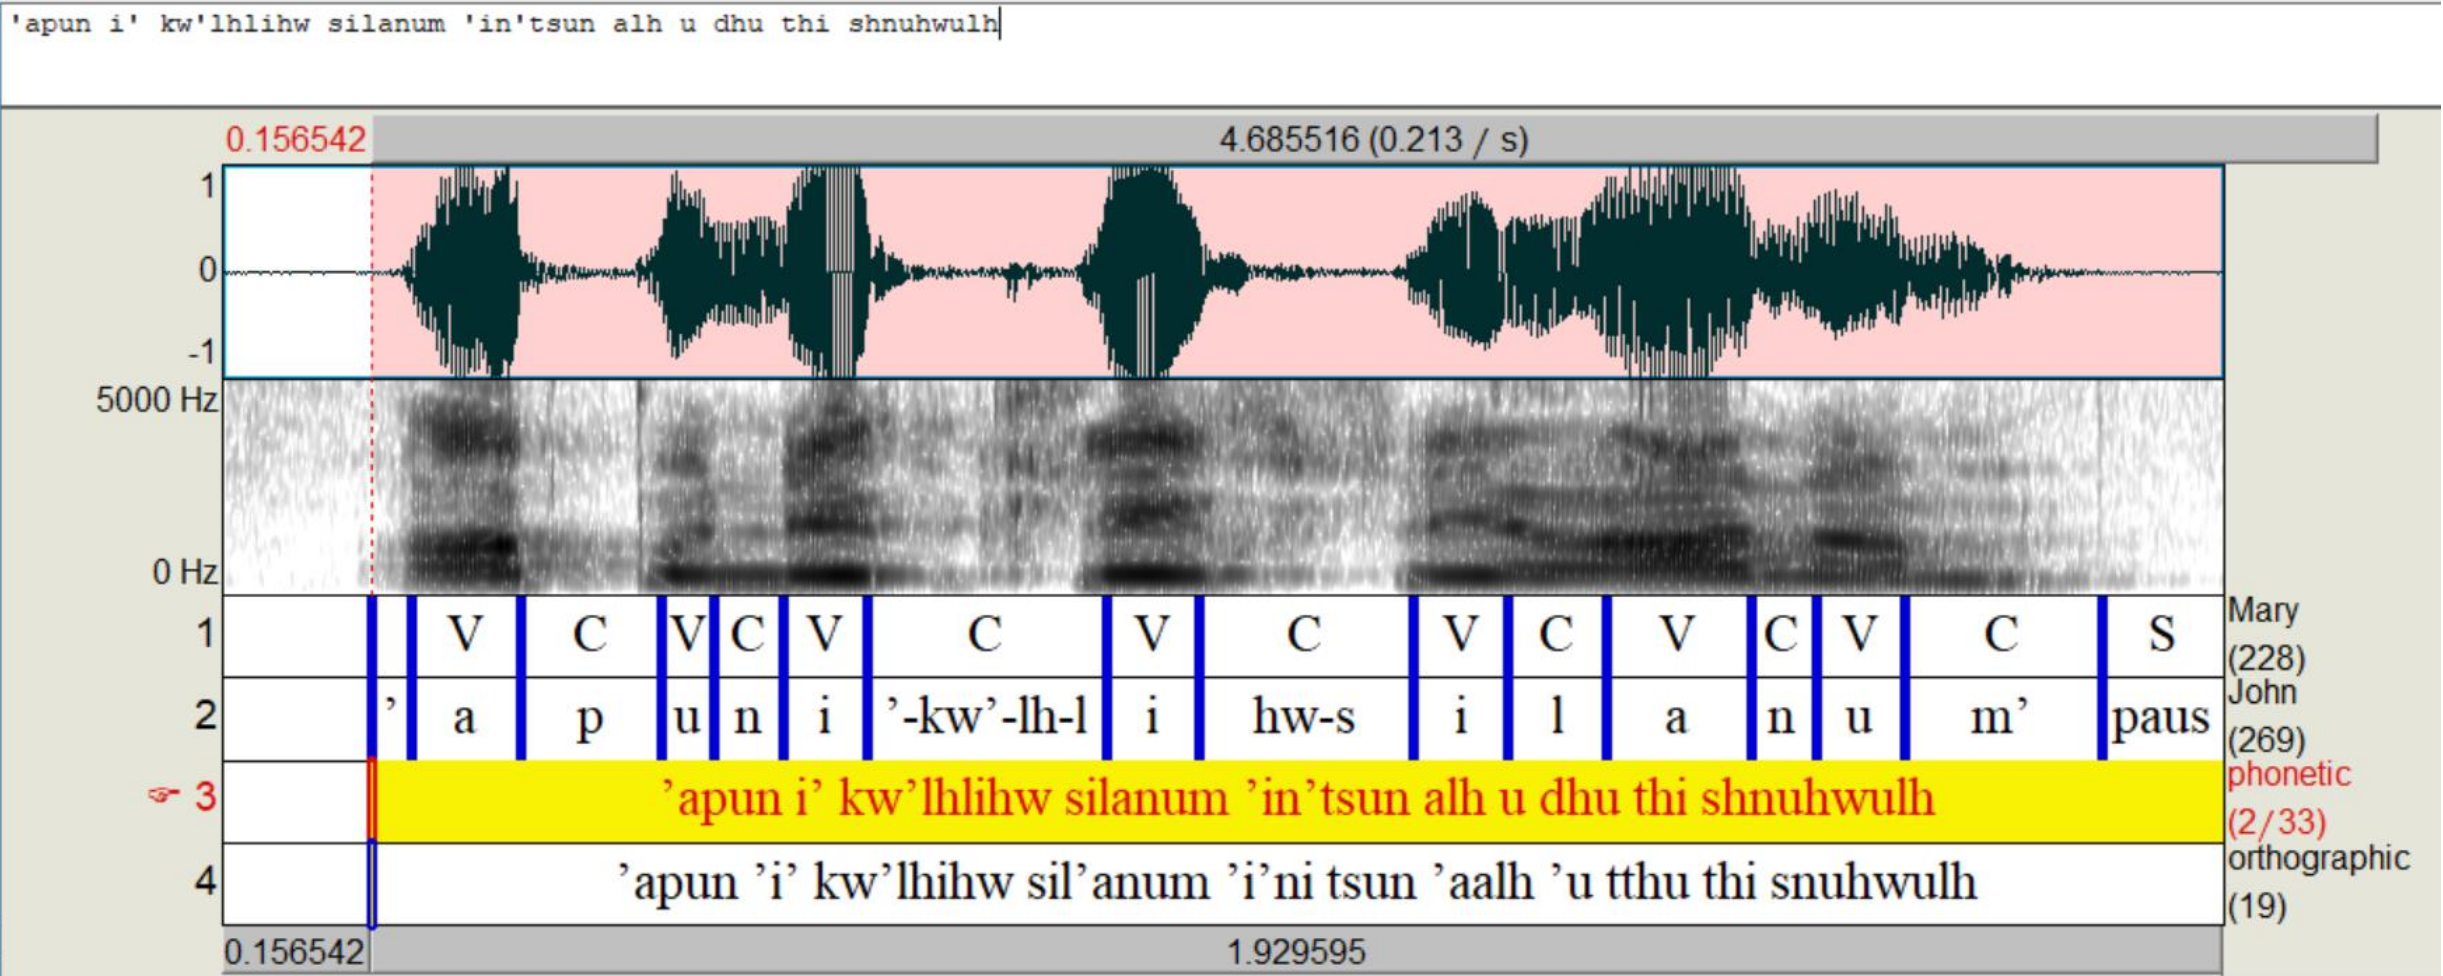 'apun i' kw'lhlihw silanum 'in'tsun alh u dhu thi shnuhwulh
0.156542 4.685516 (0.213 / s)
1
0
-1
5000 Hz
0 Hz
1 V C V C V C V C V C V C V C S Mary (228)
2 ’ a p u n i ’-kw’-lh-l i hw-s i l a n u m’ paus John (269)
☞ 3 ’apun i’ kw’lhlihw silanum ’in’tsun alh u dhu thi shnuhwulh phonetic (2/33)
4 ’apun ’i’ kw’lhihw sil’anum ’i’ni tsun ’aalh ’u tthu thi snuhwulh orthographic (19)
0.156542 1.929595